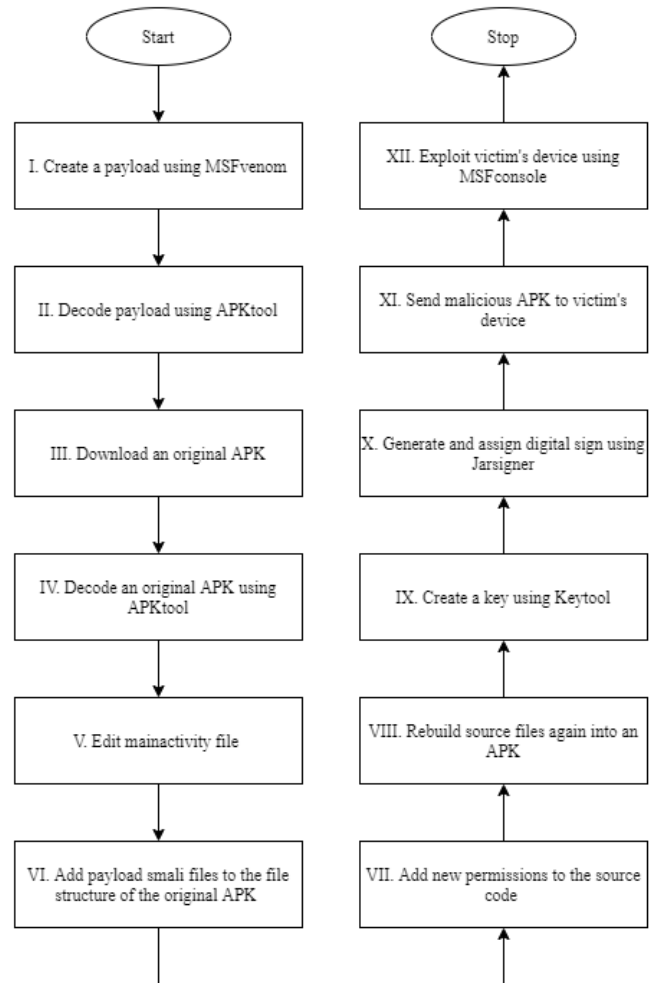 Start
I. Create a payload using MSFvenom
II. Decode payload using APKtool
III. Download an original APK
IV. Decode an original APK using
APKtool
V. Edit mainactivity file
VI. Add payload smali files to the file
structure of the original APK
VII. Add new permissions to the source
code
VIII. Rebuild source files again into an
APK
IX. Create a key using Keytool
X. Generate and assign digital sign using
Jarsigner
XI. Send malicious APK to victim's
device
XII. Exploit victim's device using
MSFconsole
Stop